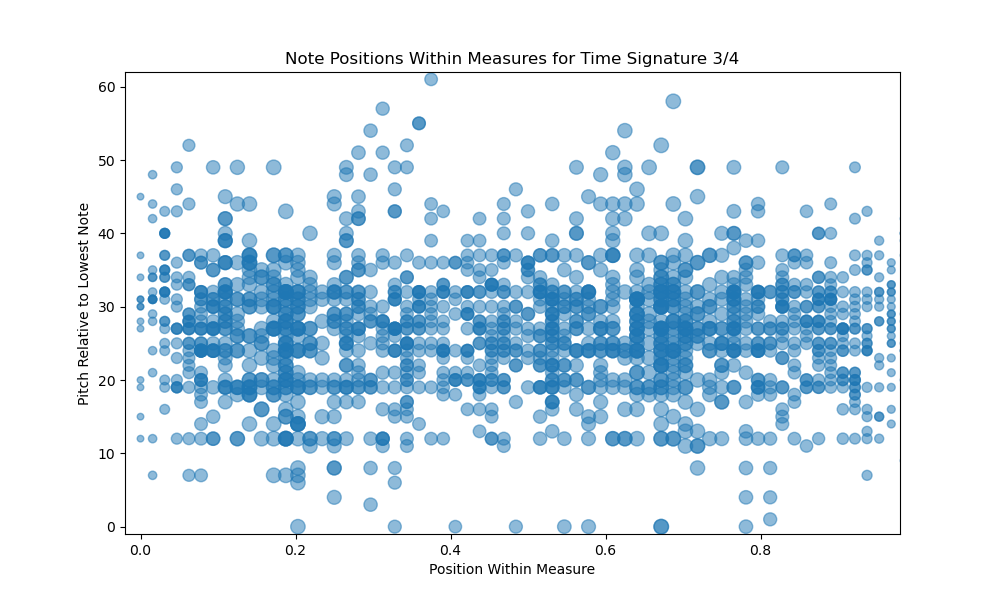 Note Positions Within Measures for Time Signature 3/4
60
50
40
30
20
10
0
Pitch Relative to Lowest Note
0.0 0.2 0.4 0.6 0.8
Position Within Measure